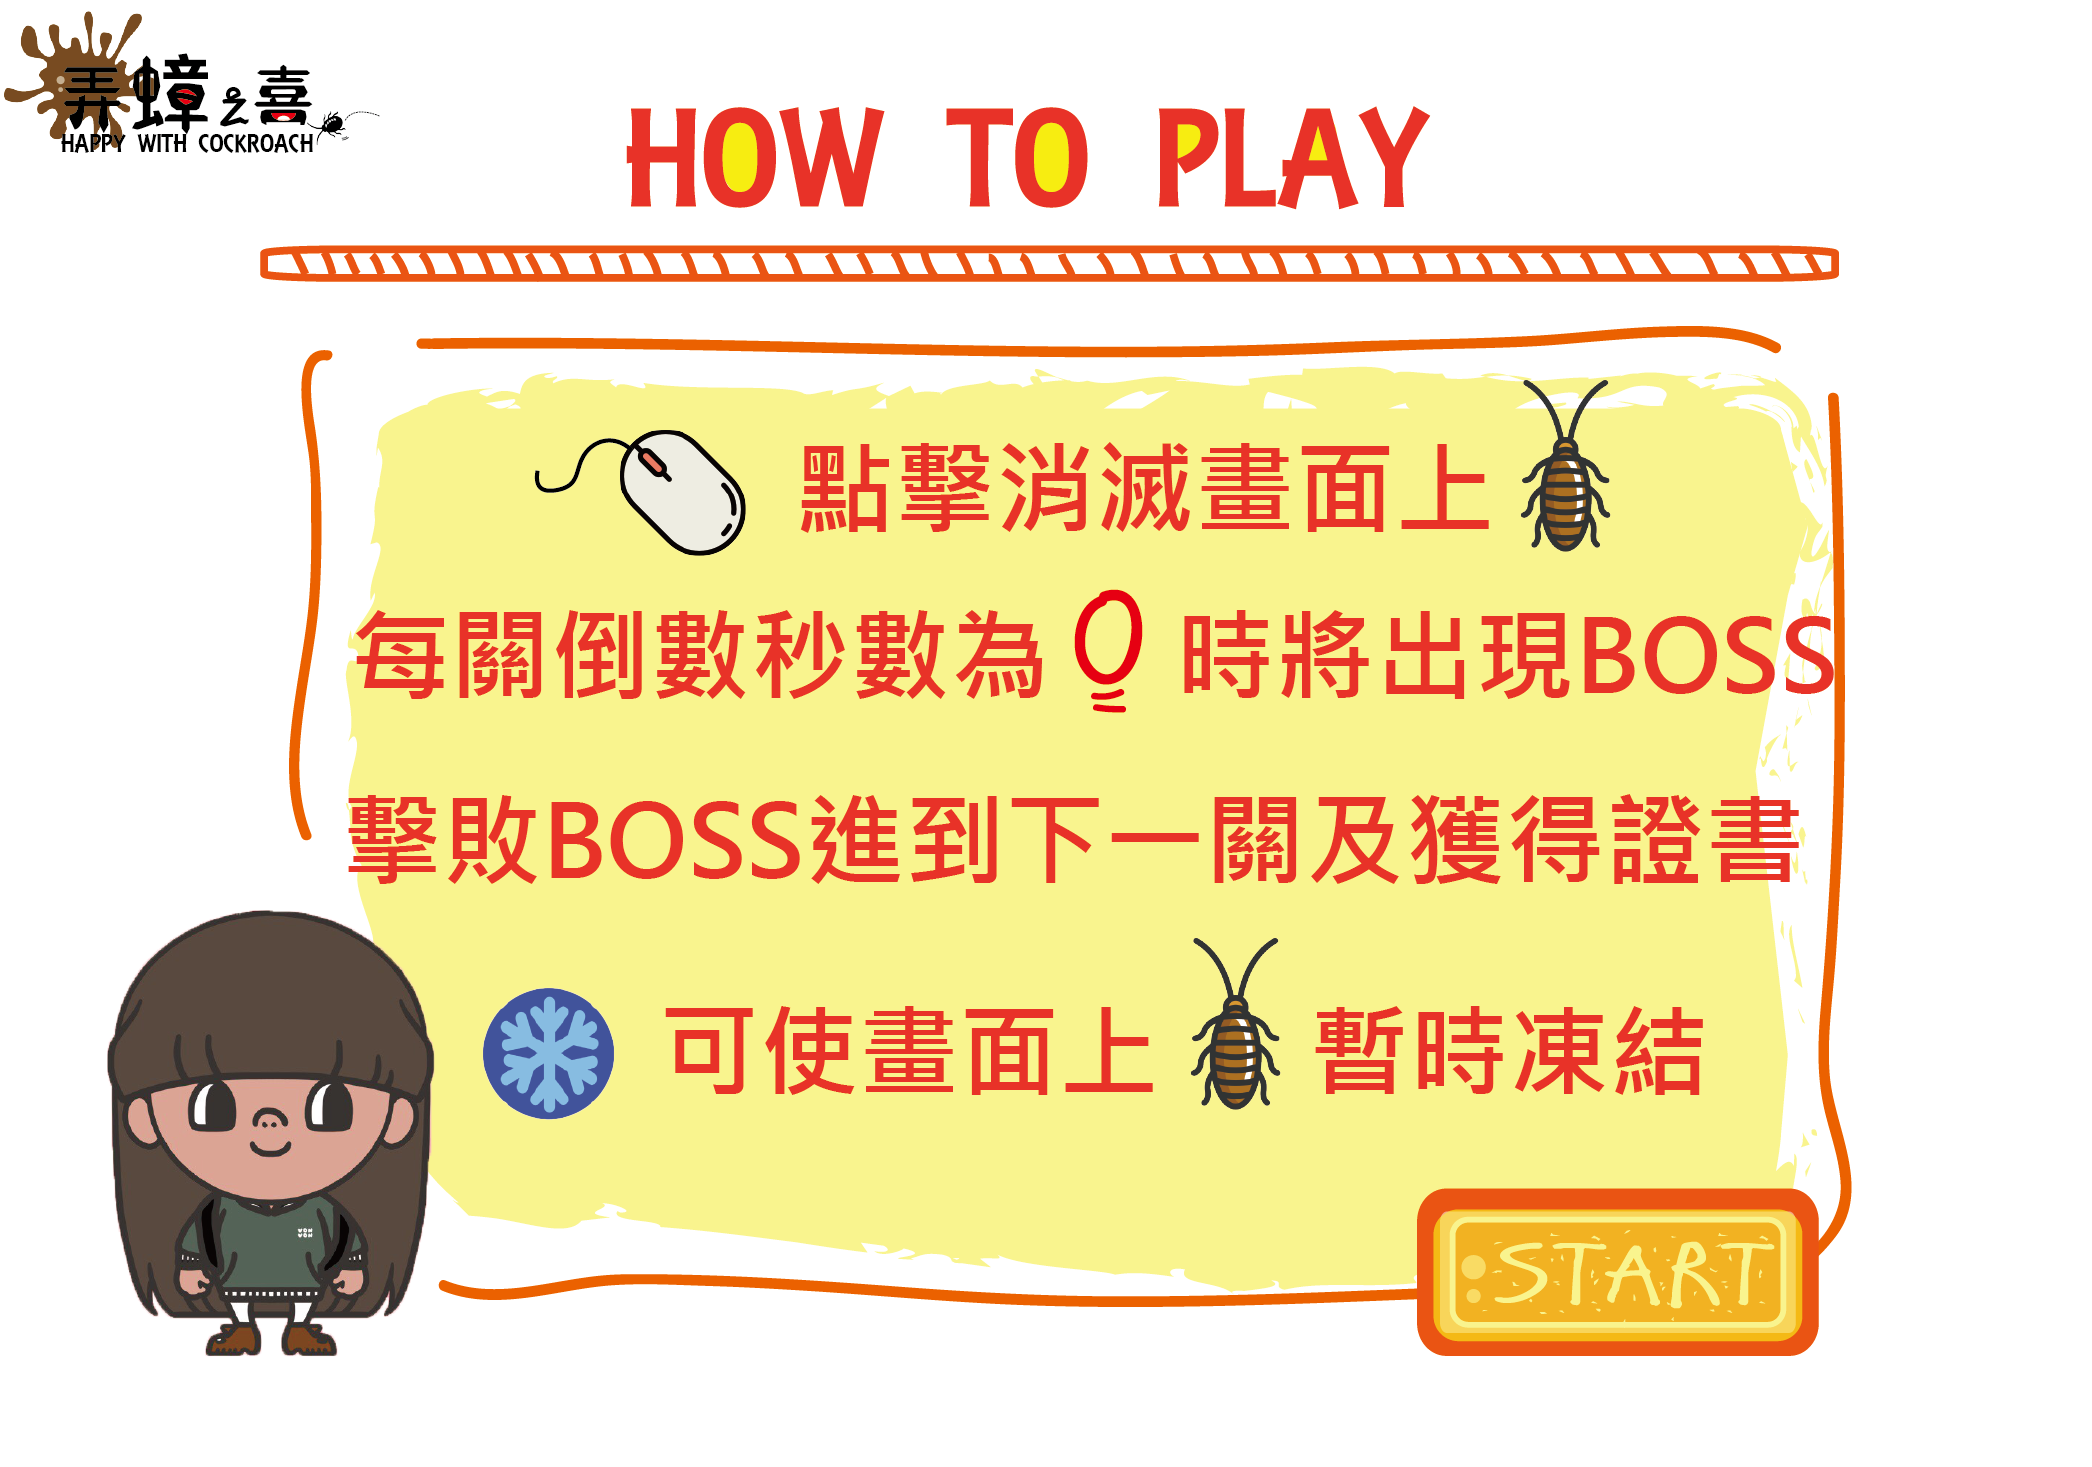 弄蟑之喜
HAPPY WITH COCKROACH
HOW TO PLAY
點擊消滅畫面上
每關倒數秒數為0時將出現BOSS
擊敗BOSS進到下一關及獲得證書
可使畫面上暫時凍結
VON
VON
START